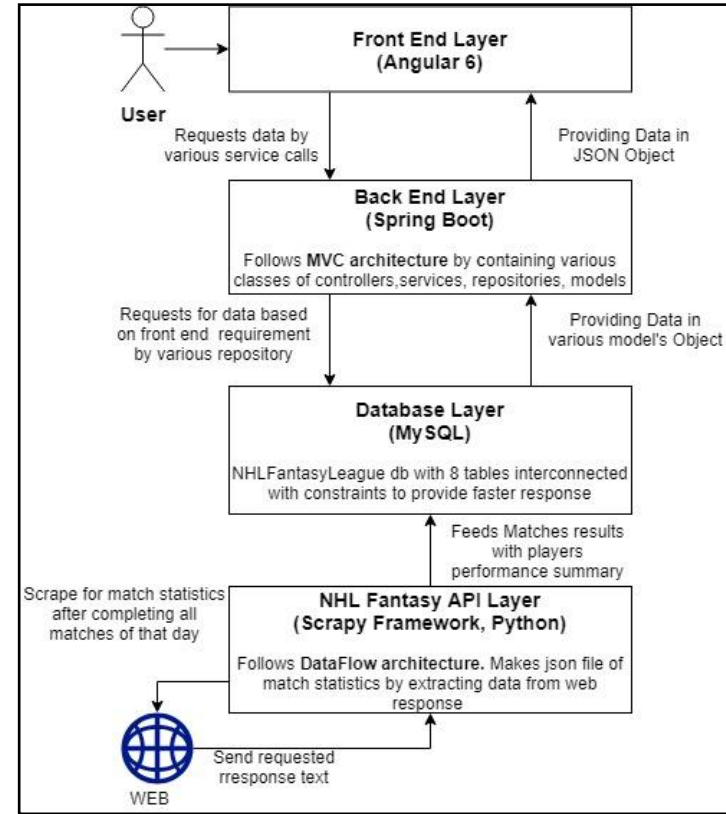 Front End Layer
(Angular 6)
User
Requests data by
various service calls
Providing Data in
JSON Object
Back End Layer
(Spring Boot)
Follows MVC architecture by containing various
classes of controllers,services, repositories, models
Requests for data based
on front end requirement
by various repository
Providing Data in
various model's Object
Database Layer
(MySQL)
NHLFantasyLeague db with 8 tables interconnected
with constraints to provide faster response
Feeds Matches results
with players
performance summary
Scrape for match statistics
after completing all
matches of that day
NHL Fantasy API Layer
(Scrapy Framework, Python)
Follows DataFlow architecture. Makes json file of
match statistics by extracting data from web
response
Send requested
rresponse text
WEB